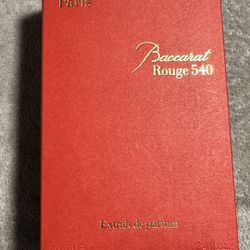 Paris
Baccarat
Rouge 540
Extrait de parfum